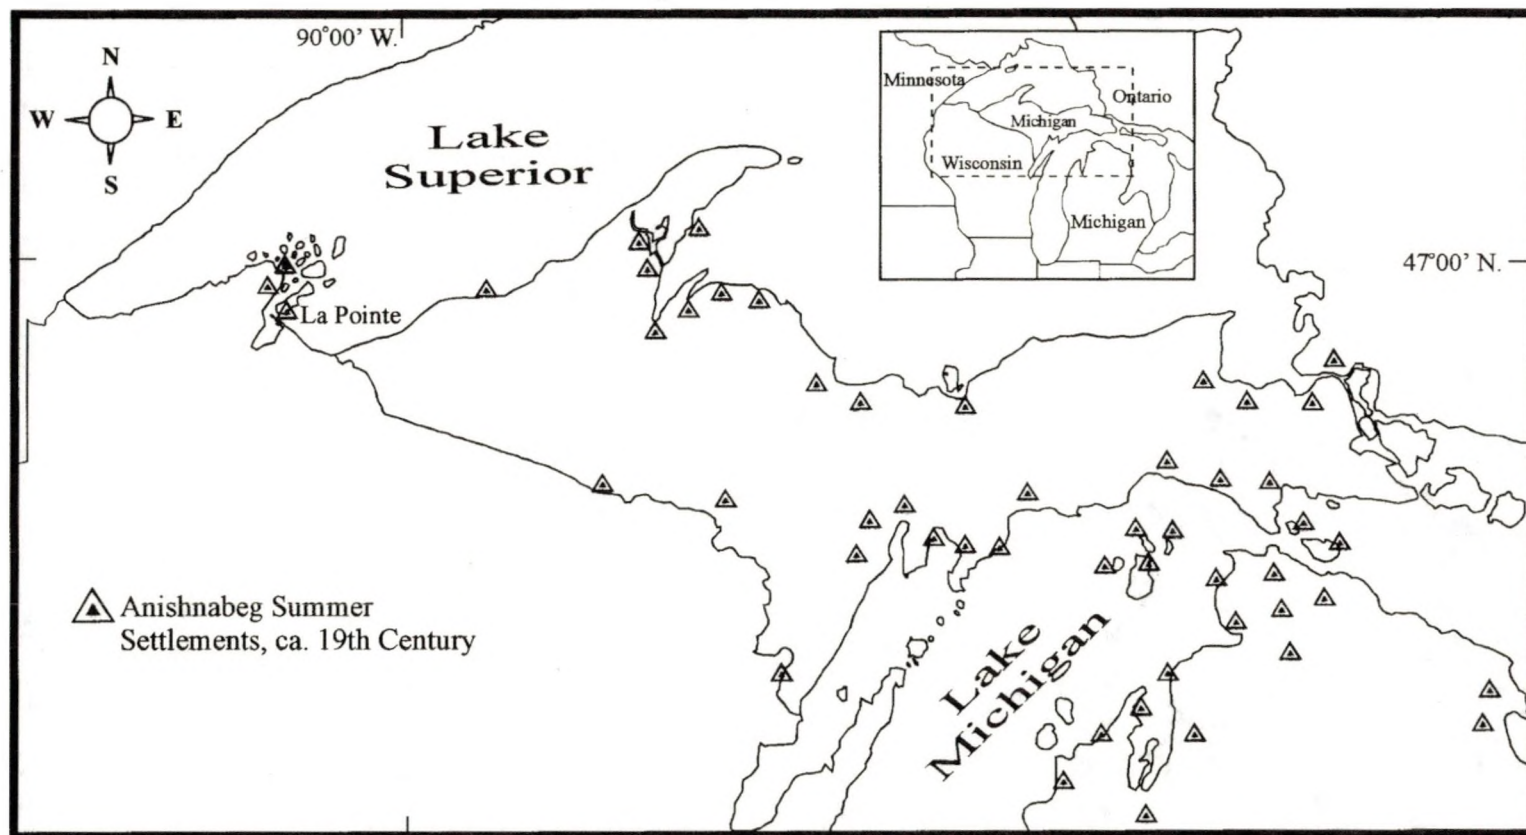 90°00' W.
N
W
E
S
Lake
Superior
Minnesota
Ontario
Michigan
Wisconsin
Michigan
47°00' N.
La Pointe
Anishnabeg Summer
Settlements, ca. 19th Century
Lake
Michigan